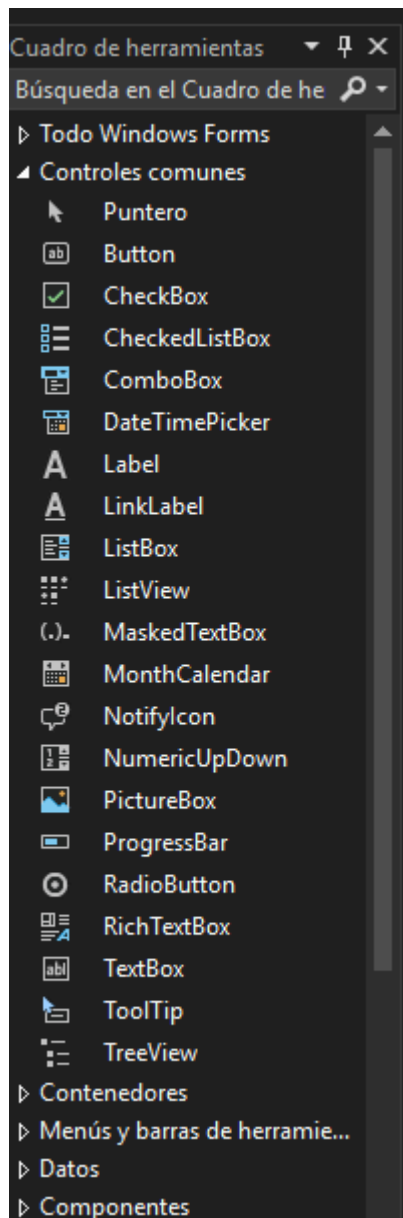 Cuadro de herramientas
Búsqueda en el Cuadro de he
Todo Windows Forms
Controles comunes
Puntero
Button
CheckBox
CheckedListBox
ComboBox
DateTimePicker
Label
LinkLabel
ListBox
ListView
MaskedTextBox
MonthCalendar
NotifyIcon
NumericUpDown
PictureBox
ProgressBar
RadioButton
RichTextBox
TextBox
ToolTip
TreeView
Contenedores
Menús y barras de herramie...
Datos
Componentes